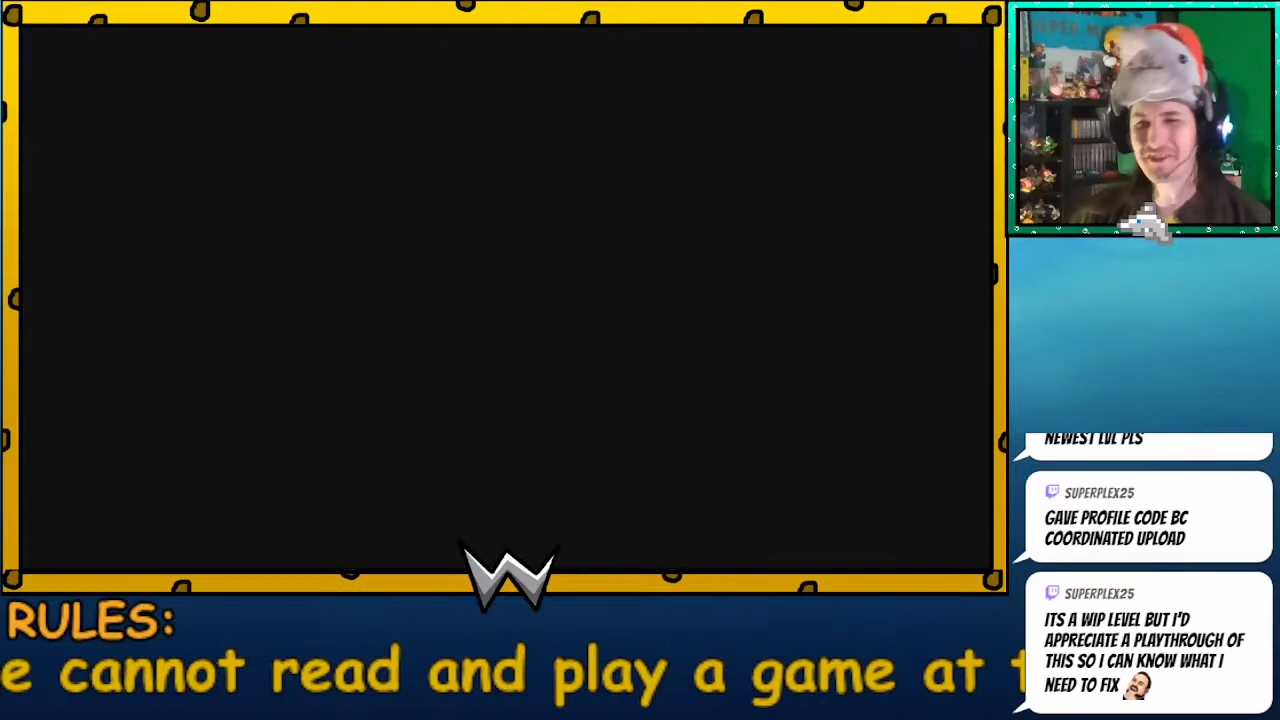 SUPER M
NEWEST LVL PLS
SUPERPLEX25
GAVE PROFILE CODE BC
COORDINATED UPLOAD
SUPERPLEX25
ITS A WIP LEVEL BUT I'D
APPRECIATE A PLAYTHROUGH OF
THIS SO I CAN KNOW WHAT I
NEED TO FIX
W
RULES:
e cannot read and play a game at t